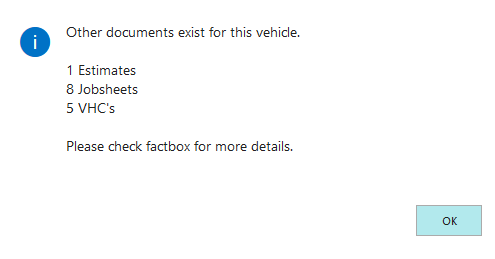 Other documents exist for this vehicle.
1 Estimates
8 Jobsheets
5 VHC's
Please check factbox for more details.
OK